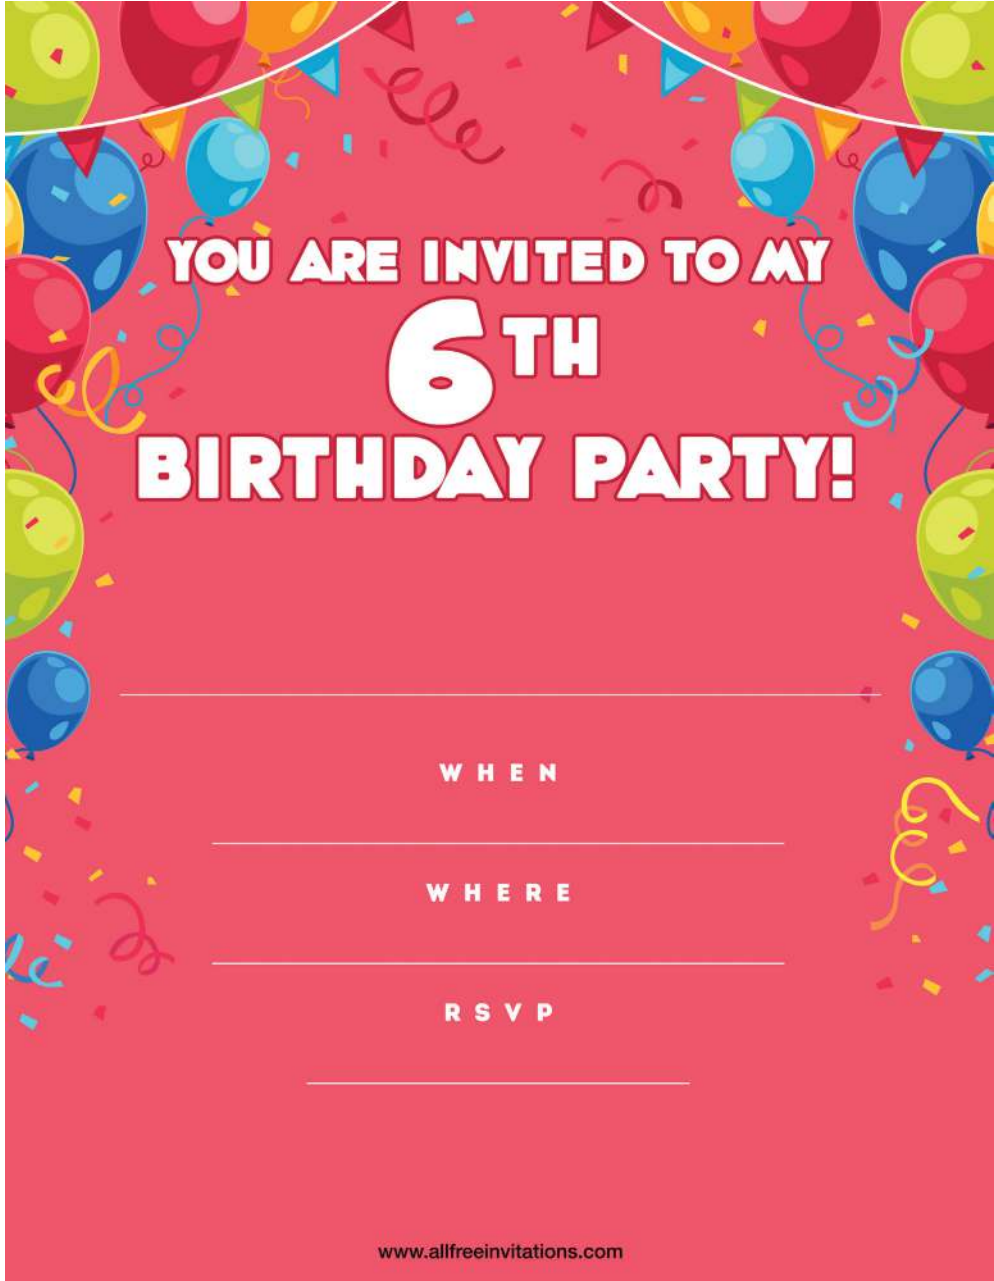 YOU ARE INVITED TO MY
6TH
BIRTHDAY PARTY!
WHEN
WHERE
RSVP
www.allfreeinvitations.com